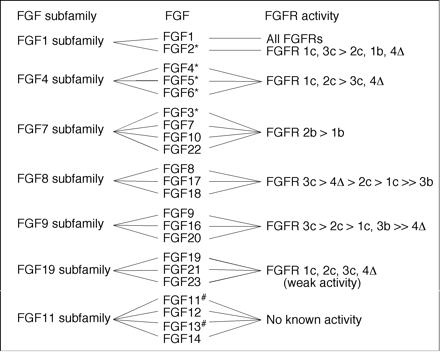 FGF subfamily FGF FGFR activity
FGF1 subfamily
FGF1
FGF2*
All FGFRs
FGFR 1c, 3c > 2c, 1b, 4Δ
FGF4 subfamily
FGF4*
FGF5*
FGF6*
FGFR 1c, 2c > 3c, 4Δ
FGF7 subfamily
FGF3*
FGF7
FGF10
FGF22
FGFR 2b > 1b
FGF8 subfamily
FGF8
FGF17
FGF18
FGFR 3c > 4Δ > 2c > 1c >> 3b
FGF9 subfamily
FGF9
FGF16
FGF20
FGFR 3c > 2c > 1c, 3b >> 4Δ
FGF19 subfamily
FGF19
FGF21
FGF23
FGFR 1c, 2c, 3c, 4Δ
(weak activity)
FGF11 subfamily
FGF11#
FGF12
FGF13#
FGF14
No known activity